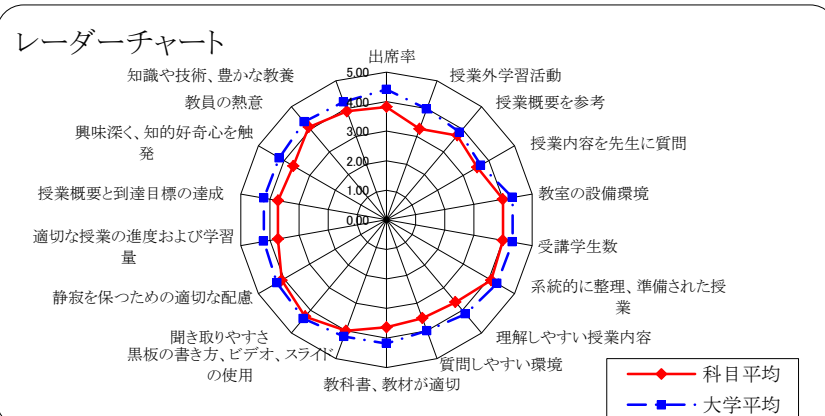 レーダーチャート
出席率
授業外学習活動
授業概要を参考
授業内容を先生に質問
教室の設備環境
受講学生数
系統的に整理、準備された授
業
理解しやすい授業内容
質問しやすい環境
教科書、教材が適切
黒板の書き方、ビデオ、スライド
の使用
聞き取りやすさ
静寂を保つための適切な配慮
適切な授業の進度および学習
量
授業概要と到達目標の達成
興味深く、知的好奇心を触
発
教員の熱意
知識や技術、豊かな教養
5.00
4.00
3.00
2.00
1.00
0.00
科目平均
大学平均